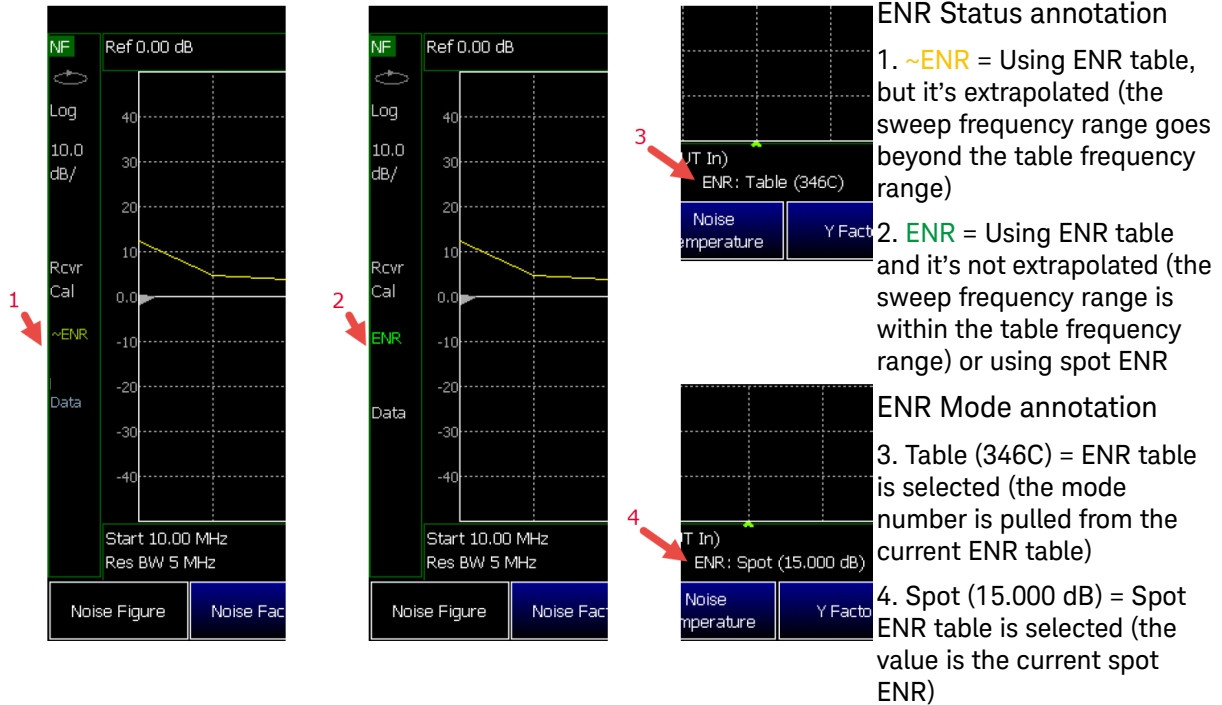 NF
Ref 0.00 dB
Log
10.0
dB/
40
30
20
10
0.0
-10
-20
-30
-40
Rcvr
Cal
1
~ENR
Data
Start 10.00 MHz
Res BW 5 MHz
Noise Figure
Noise Fac
NF
Ref 0.00 dB
Log
10.0
dB/
40
30
20
10
0.0
-10
-20
-30
-40
Rcvr
Cal
2
ENR
Data
Start 10.00 MHz
Res BW 5 MHz
Noise Figure
Noise Fac
3
UT In)
ENR: Table (346C)
Noise
emperature
Y Facto
4
T In)
ENR: Spot (15.000 dB)
Noise
mperature
Y Facto
ENR Status annotation
1. ~ENR = Using ENR table,
but it's extrapolated (the
sweep frequency range goes
beyond the table frequency
range)
2. ENR = Using ENR table
and it's not extrapolated (the
sweep frequency range is
within the table frequency
range) or using spot ENR
ENR Mode annotation
3. Table (346C) = ENR table
is selected (the mode
number is pulled from the
current ENR table)
4. Spot (15.000 dB) = Spot
ENR table is selected (the
value is the current spot
ENR)